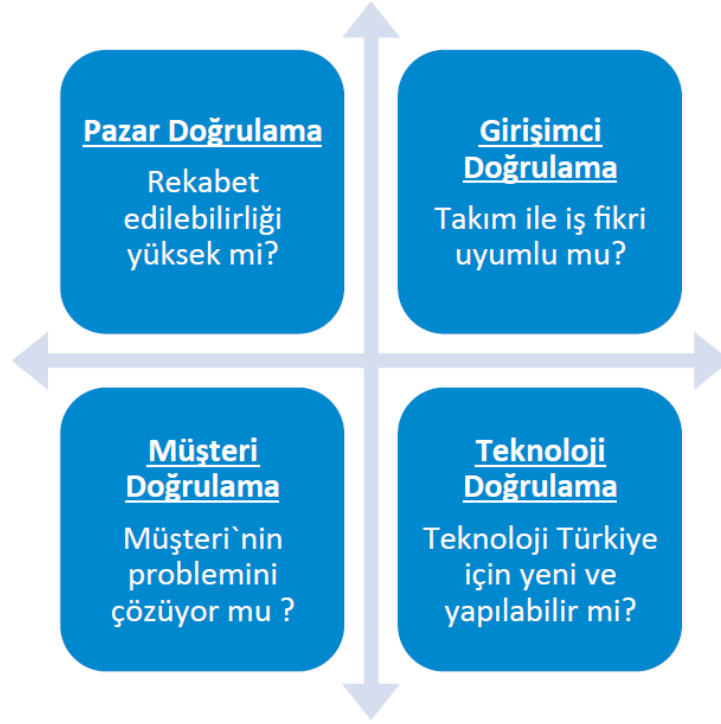 Pazar Doğrulama
Rekabet
edilebilirliği
yüksek mi?
Girişimci
Doğrulama
Takım ile iş fikri
uyumlu mu?
Müşteri
Doğrulama
Müşteri`nin
problemini
çözüyor mu ?
Teknoloji
Doğrulama
Teknoloji Türkiye
için yeni ve
yapılabilir mi?